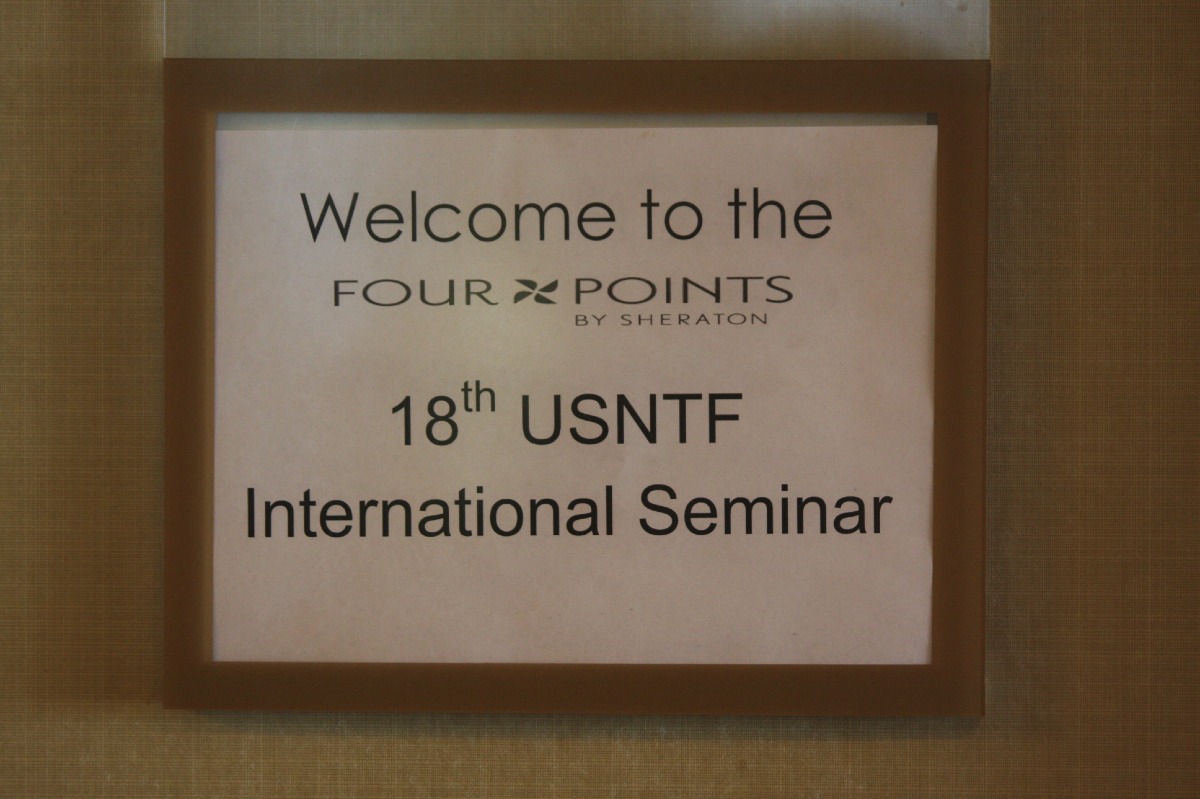 Welcome to the
FOUR POINTS
BY SHERATON
18th USNTF
International Seminar